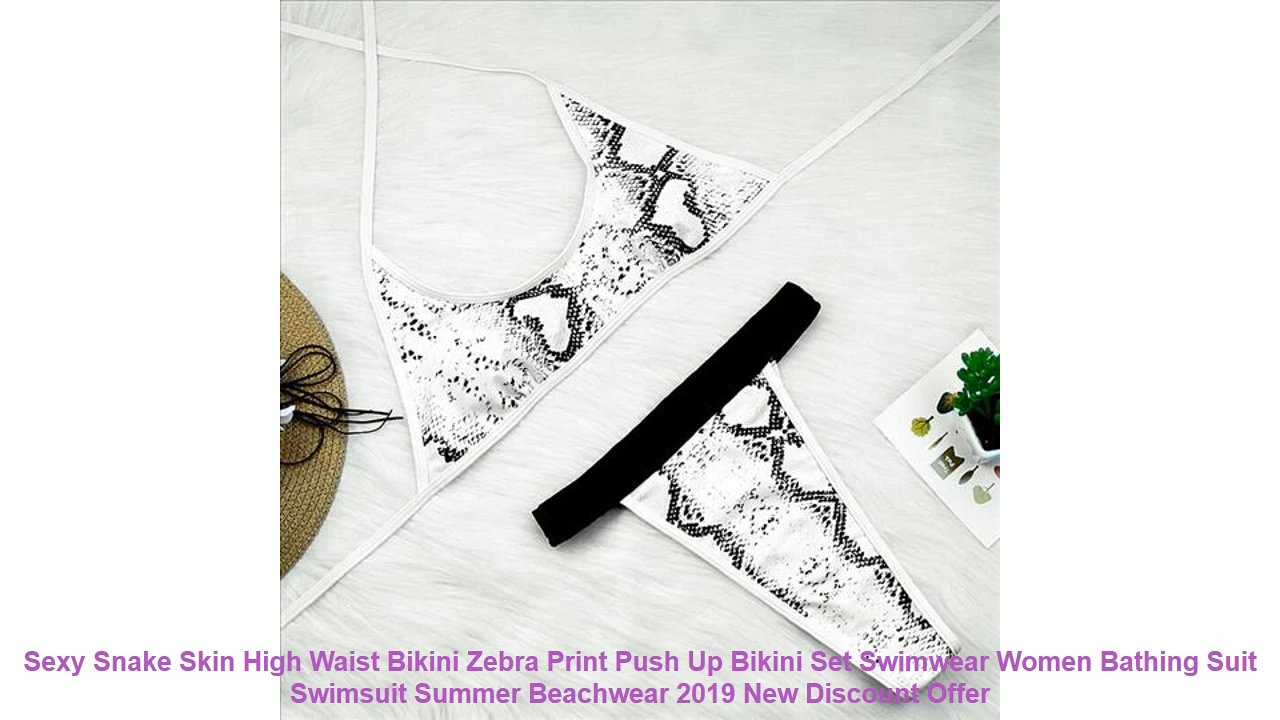 Sexy Snake Skin High Waist Bikini Zebra Print Push Up Bikini Set Swimwear Women Bathing Suit
Swimsuit Summer Beachwear 2019 New Discount Offer